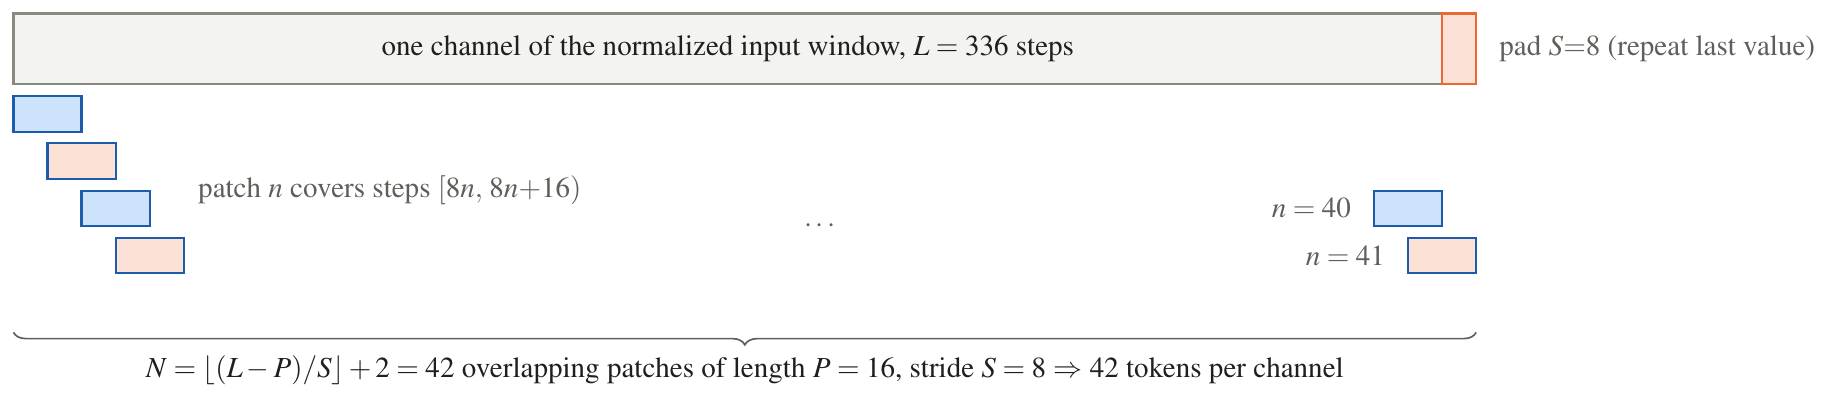 one channel of the normalized input window, L = 336 steps
pad S=8 (repeat last value)
patch n covers steps [8n, 8n+16)
...
n = 40
n = 41
N = ⌊(L − P)/S⌋ + 2 = 42 overlapping patches of length P = 16, stride S = 8 ⇒ 42 tokens per channel